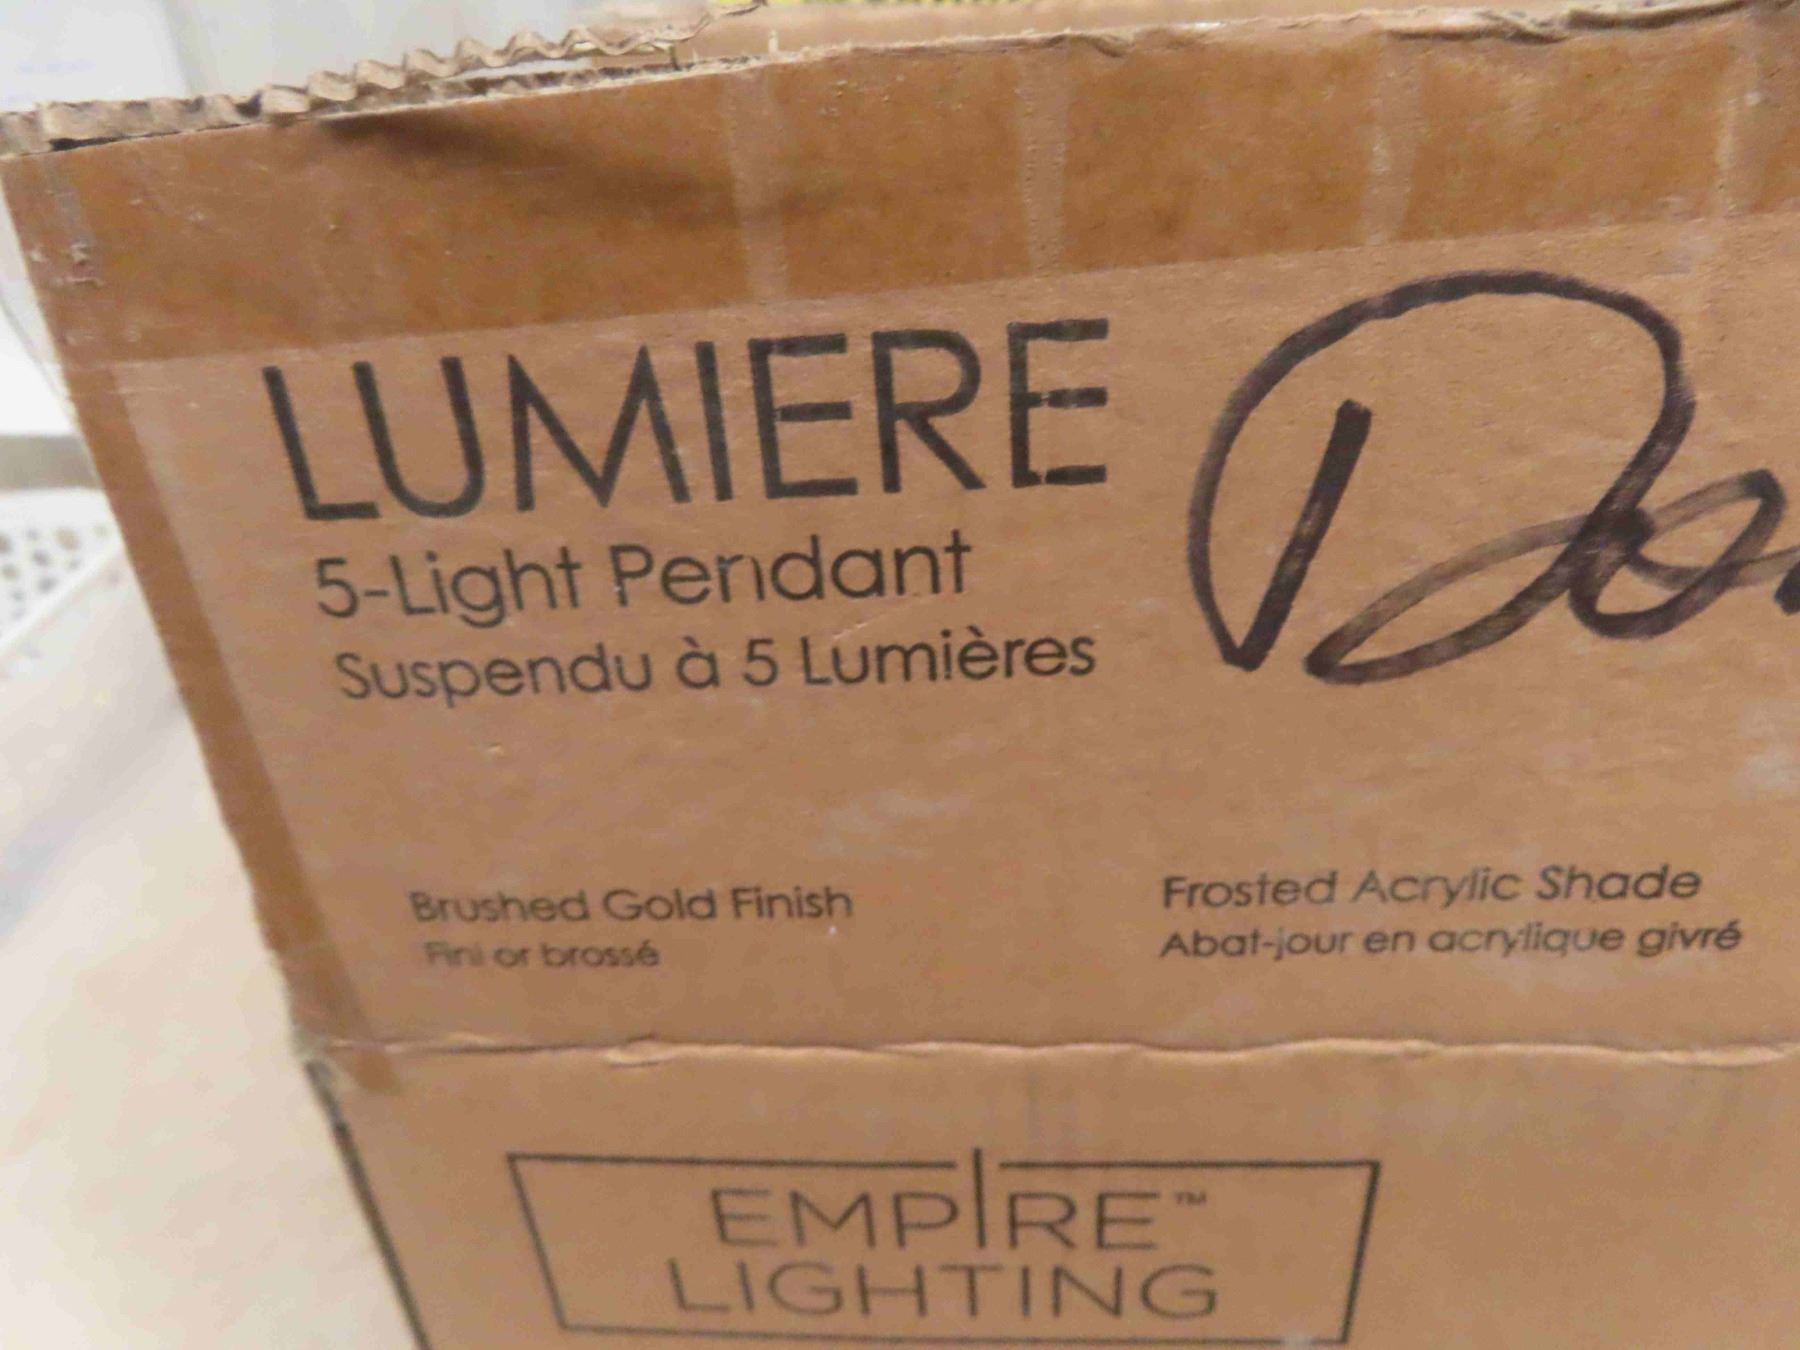 LUMIERE
5-Light Pendant
Suspendu à 5 Lumières
Brushed Gold Finish
Fini or brossé
Frosted Acrylic Shade
Abat-jour en acrylique givré
EMPIRE™
LIGHTING